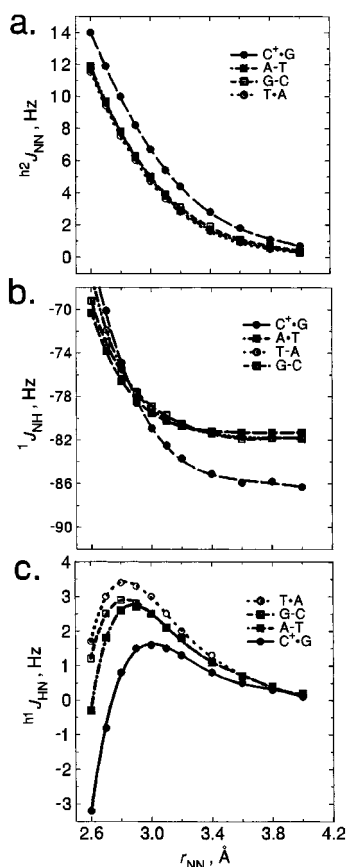 a.
h2JNN, Hz
14
12
10
8
6
4
2
0
C+•G
A-T
G-C
T•A
b.
1JNH, Hz
-70
-74
-78
-82
-86
-90
C+•G
A•T
T-A
G-C
c.
h1JHN, Hz
4
3
2
1
0
-1
-2
-3
T•A
G-C
A-T
C+•G
2.6 3.0 3.4 3.8 4.2
rNN, Å